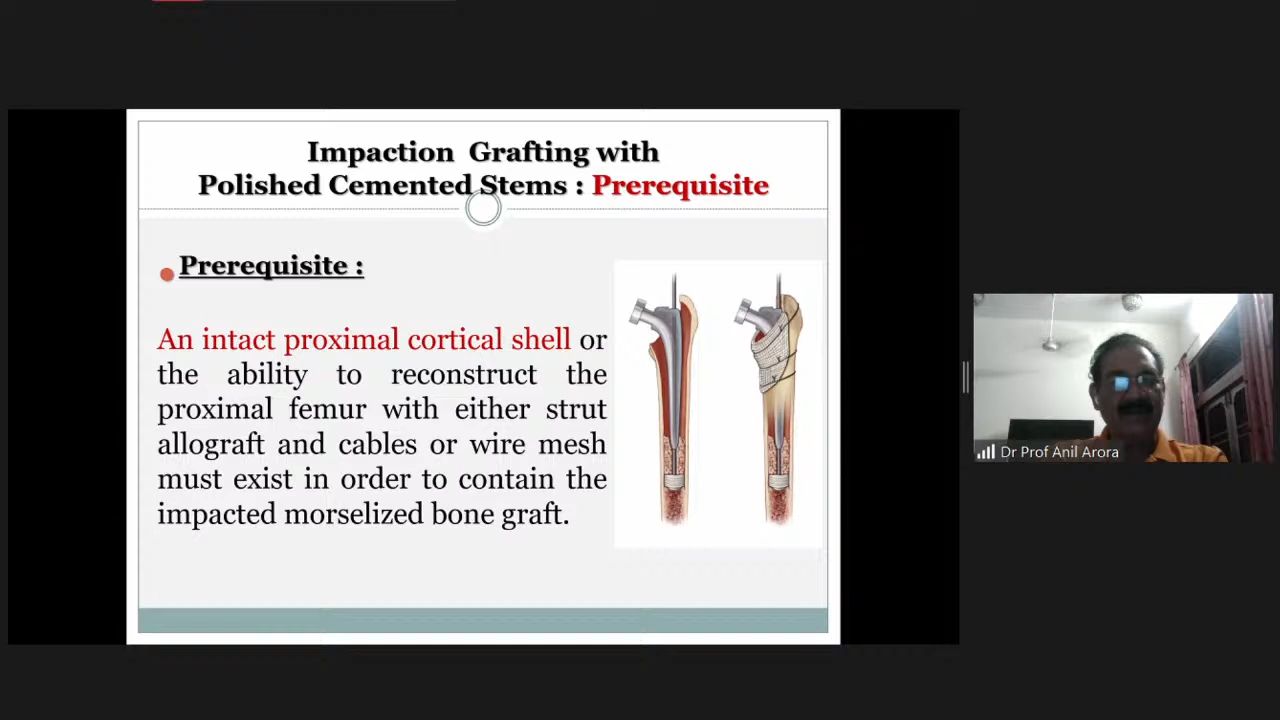 Impaction Grafting with
Polished Cemented Stems : Prerequisite
Prerequisite :
An intact proximal cortical shell or
the ability to reconstruct the
proximal femur with either strut
allograft and cables or wire mesh
must exist in order to contain the
impacted morselized bone graft.
Dr Prof Anil Arora